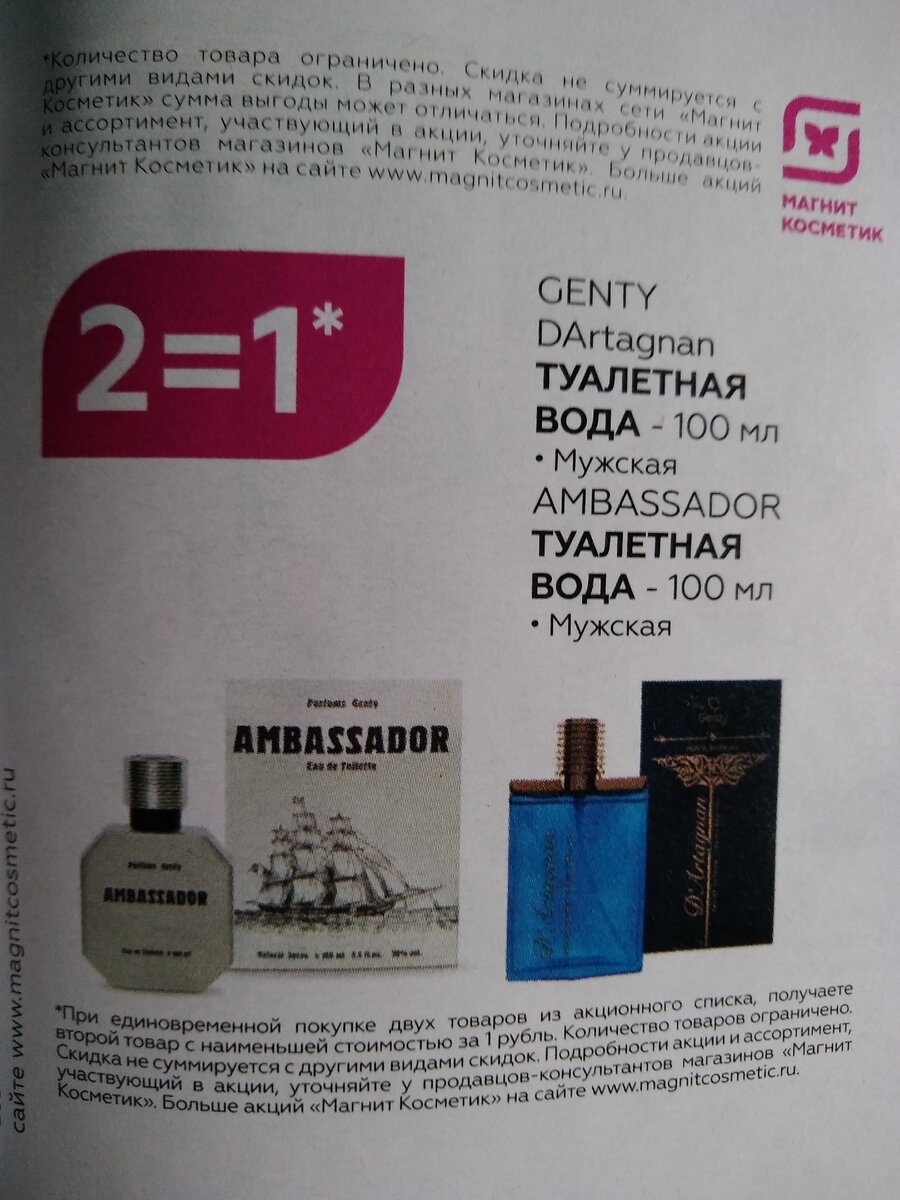 *Количество товара ограничено. Скидка не суммируется с
другими видами скидок. В разных магазинах сети «Магнит
Косметик» сумма выгоды может отличаться. Подробности акции
и ассортимент, участвующий в акции, уточняйте у продавцов-
консультантов магазинов «Магнит Косметик». Больше акций
«Магнит Косметик» на сайте www.magnitcosmetic.ru.
МАГНИТ
КОСМЕТИК
2=1*
GENTY
DArtagnan
ТУАЛЕТНАЯ
ВОДА - 100 мл
• Мужская
AMBASSADOR
ТУАЛЕТНАЯ
ВОДА - 100 мл
• Мужская
Parfums Genty
AMBASSADOR
Eau de Toilette
Parfums Genty
AMBASSADOR
Genty
D'Artagnan
сайте www.magnitcosmetic.ru
*При единовременной покупке двух товаров из акционного списка, получаете
второй товар с наименьшей стоимостью за 1 рубль. Количество товаров ограничено.
Скидка не суммируется с другими видами скидок. Подробности акции и ассортимент,
участвующий в акции, уточняйте у продавцов-консультантов магазинов «Магнит
Косметик». Больше акций «Магнит Косметик» на сайте www.magnitcosmetic.ru.